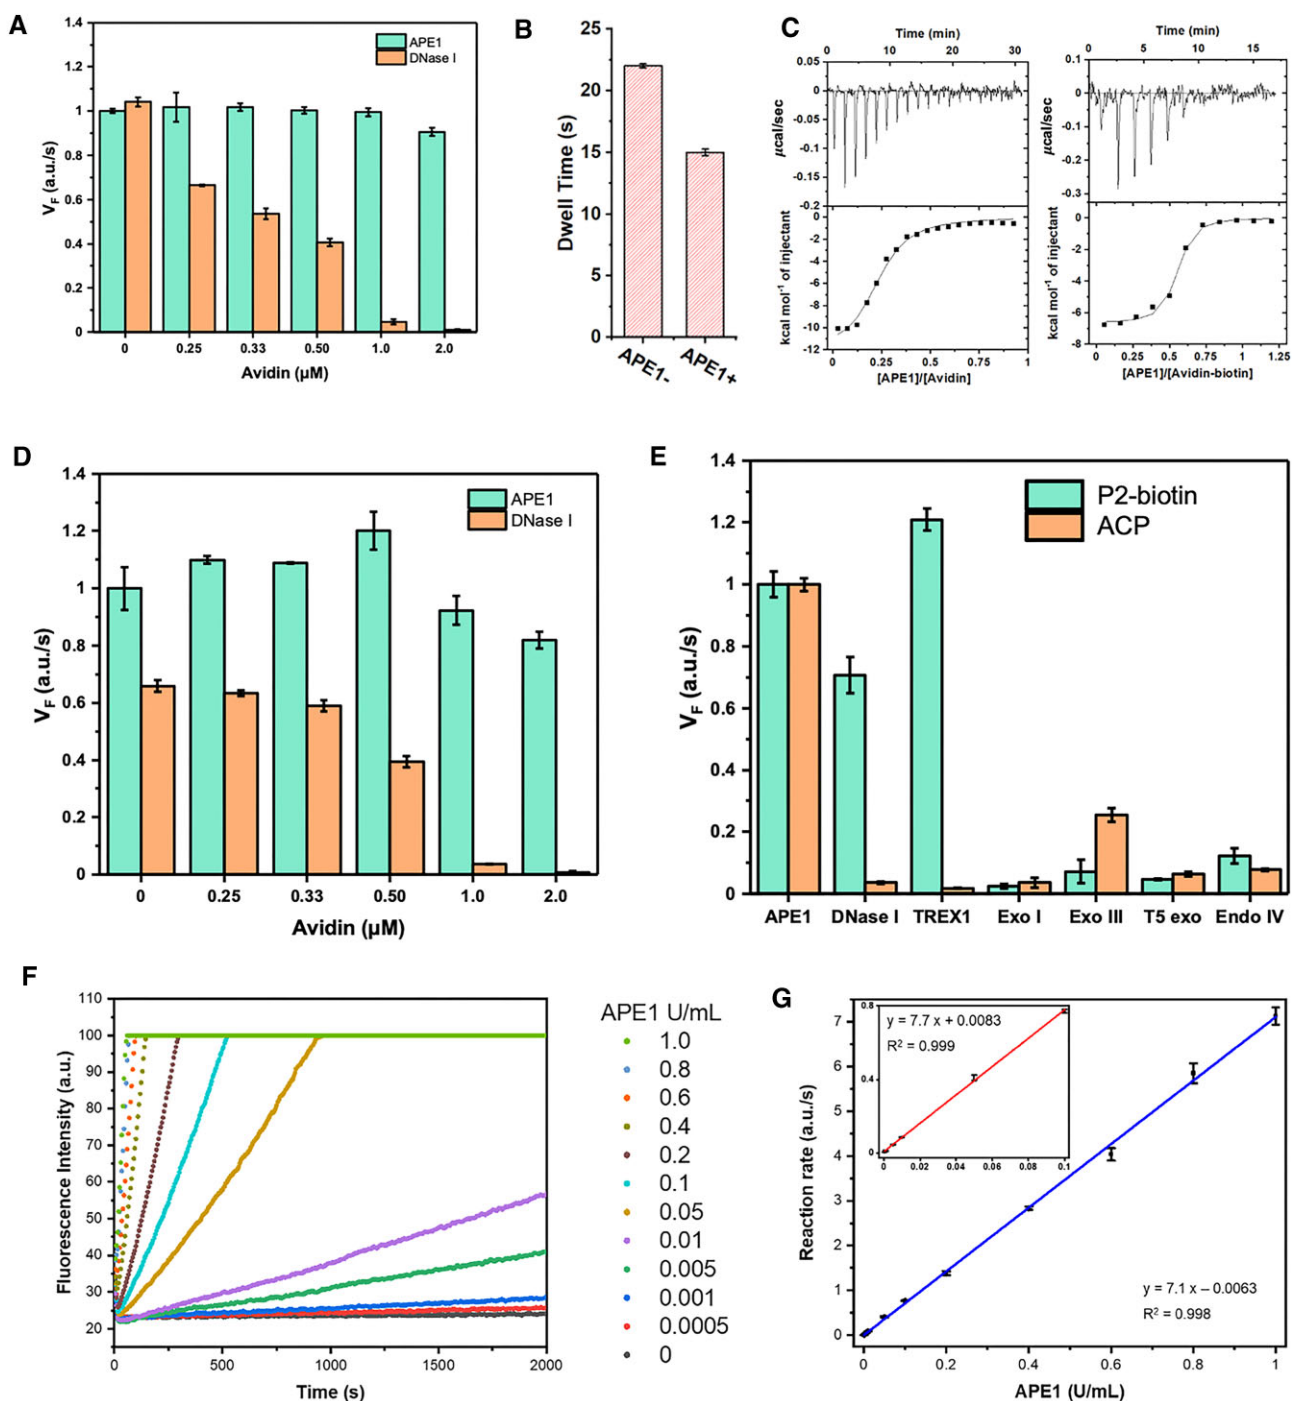 A
1.4
1.2
1
0.8
0.6
0.4
0.2
0
V_F (a.u./s)
APE1
DNase I
0 0.25 0.33 0.50 1.0 2.0
Avidin (µM)
B
25
20
15
10
5
0
Dwell Time (s)
APE1- APE1+
C
Time (min)
0 10 20 30
0.05
0
-0.05
-0.1
-0.15
-0.2
µcal/sec
0
-2
-4
-6
-8
-10
-12
kcal mol⁻¹ of injectant
0 0.25 0.5 0.75 1
[APE1]/[Avidin]
Time (min)
0 5 10 15
0.1
0
-0.1
-0.2
-0.3
µcal/sec
0
-2
-4
-6
-8
kcal mol⁻¹ of injectant
0 0.25 0.5 0.75 1 1.25
[APE1]/[Avidin-biotin]
D
1.4
1.2
1
0.8
0.6
0.4
0.2
0
V_F (a.u./s)
APE1
DNase I
0 0.25 0.33 0.50 1.0 2.0
Avidin (µM)
E
1.4
1.2
1
0.8
0.6
0.4
0.2
0
V_F (a.u./s)
P2-biotin
ACP
APE1 DNase I TREX1 Exo I Exo III T5 exo Endo IV
F
110
100
90
80
70
60
50
40
30
20
Fluorescence Intensity (a.u.)
0 500 1000 1500 2000
Time (s)
APE1 U/mL
1.0
0.8
0.6
0.4
0.2
0.1
0.05
0.01
0.005
0.001
0.0005
0
G
7
6
5
4
3
2
1
0
Reaction rate (a.u./s)
0.8
0.4
0
y = 7.7 x + 0.0083
R² = 0.999
0 0.02 0.04 0.06 0.08 0.1
y = 7.1 x – 0.0063
R² = 0.998
0 0.2 0.4 0.6 0.8 1
APE1 (U/mL)